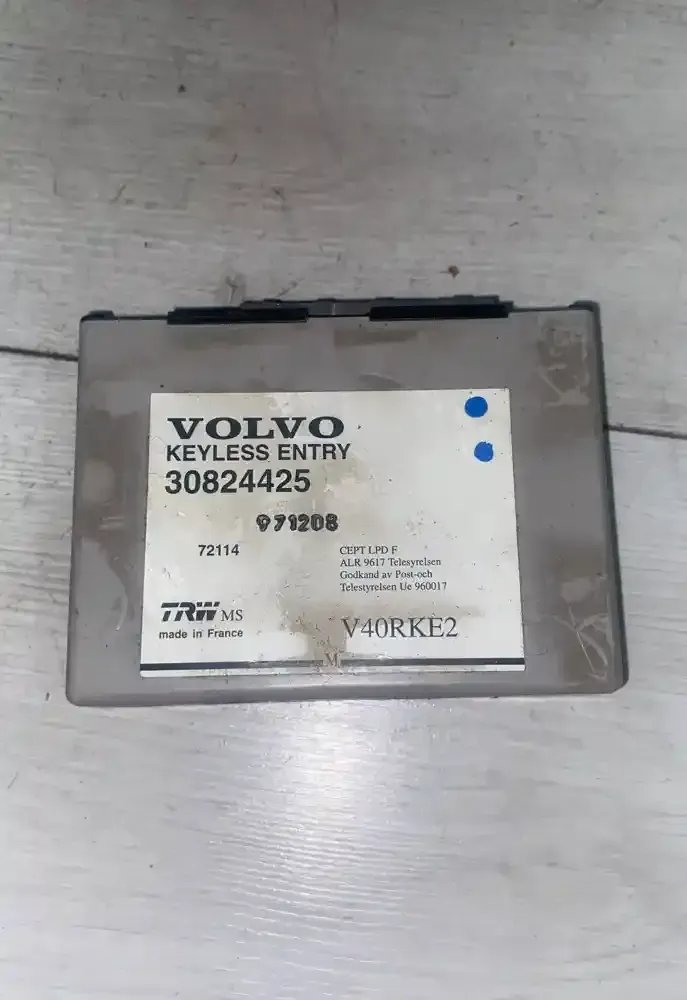 VOLVO
KEYLESS ENTRY
30824425
971208
72114
CEPT LPD F
ALR 9617 Telesyrelsen
Godkand av Post-och
Telestyrelsen Ue 960017
TRW MS
made in France
V40RKE2
M